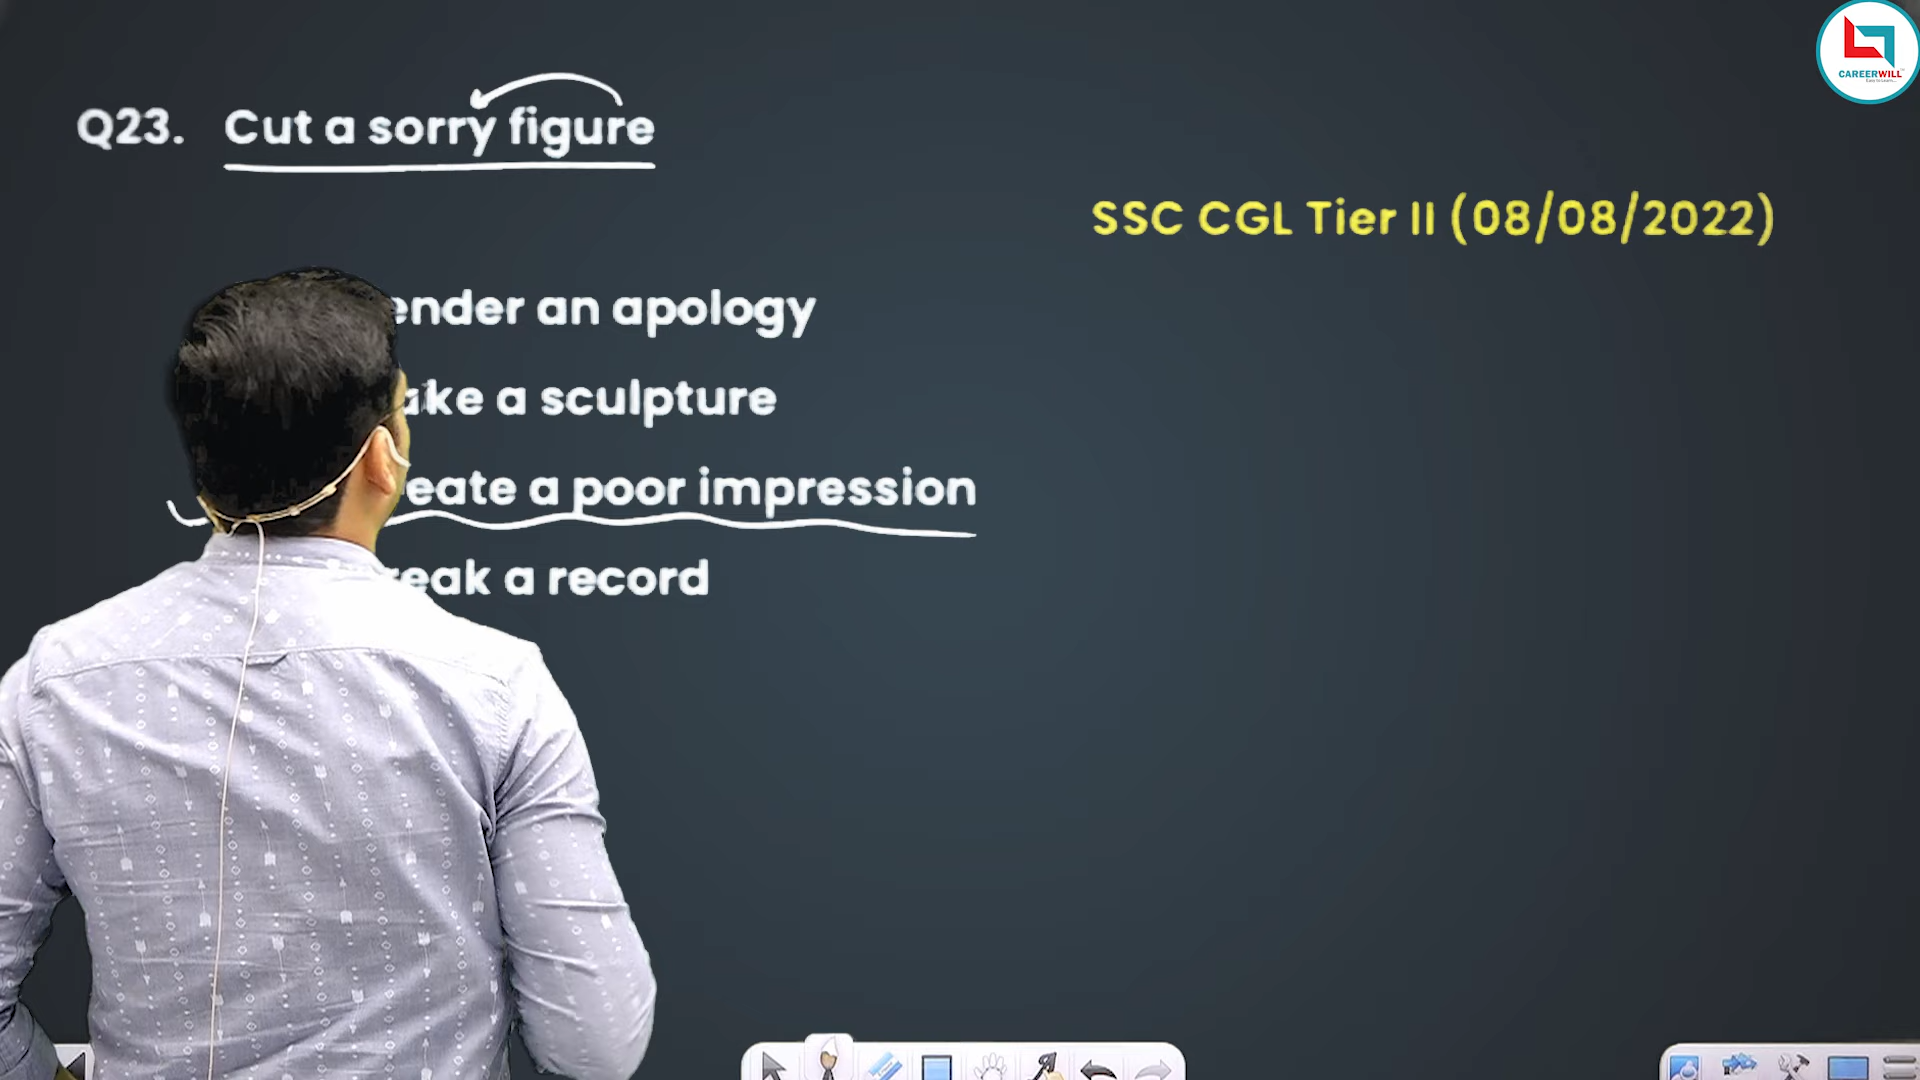 CAREERWILL
Q23. Cut a sorry figure
SSC CGL Tier II (08/08/2022)
ender an apology
ake a sculpture
eate a poor impression
reak a record